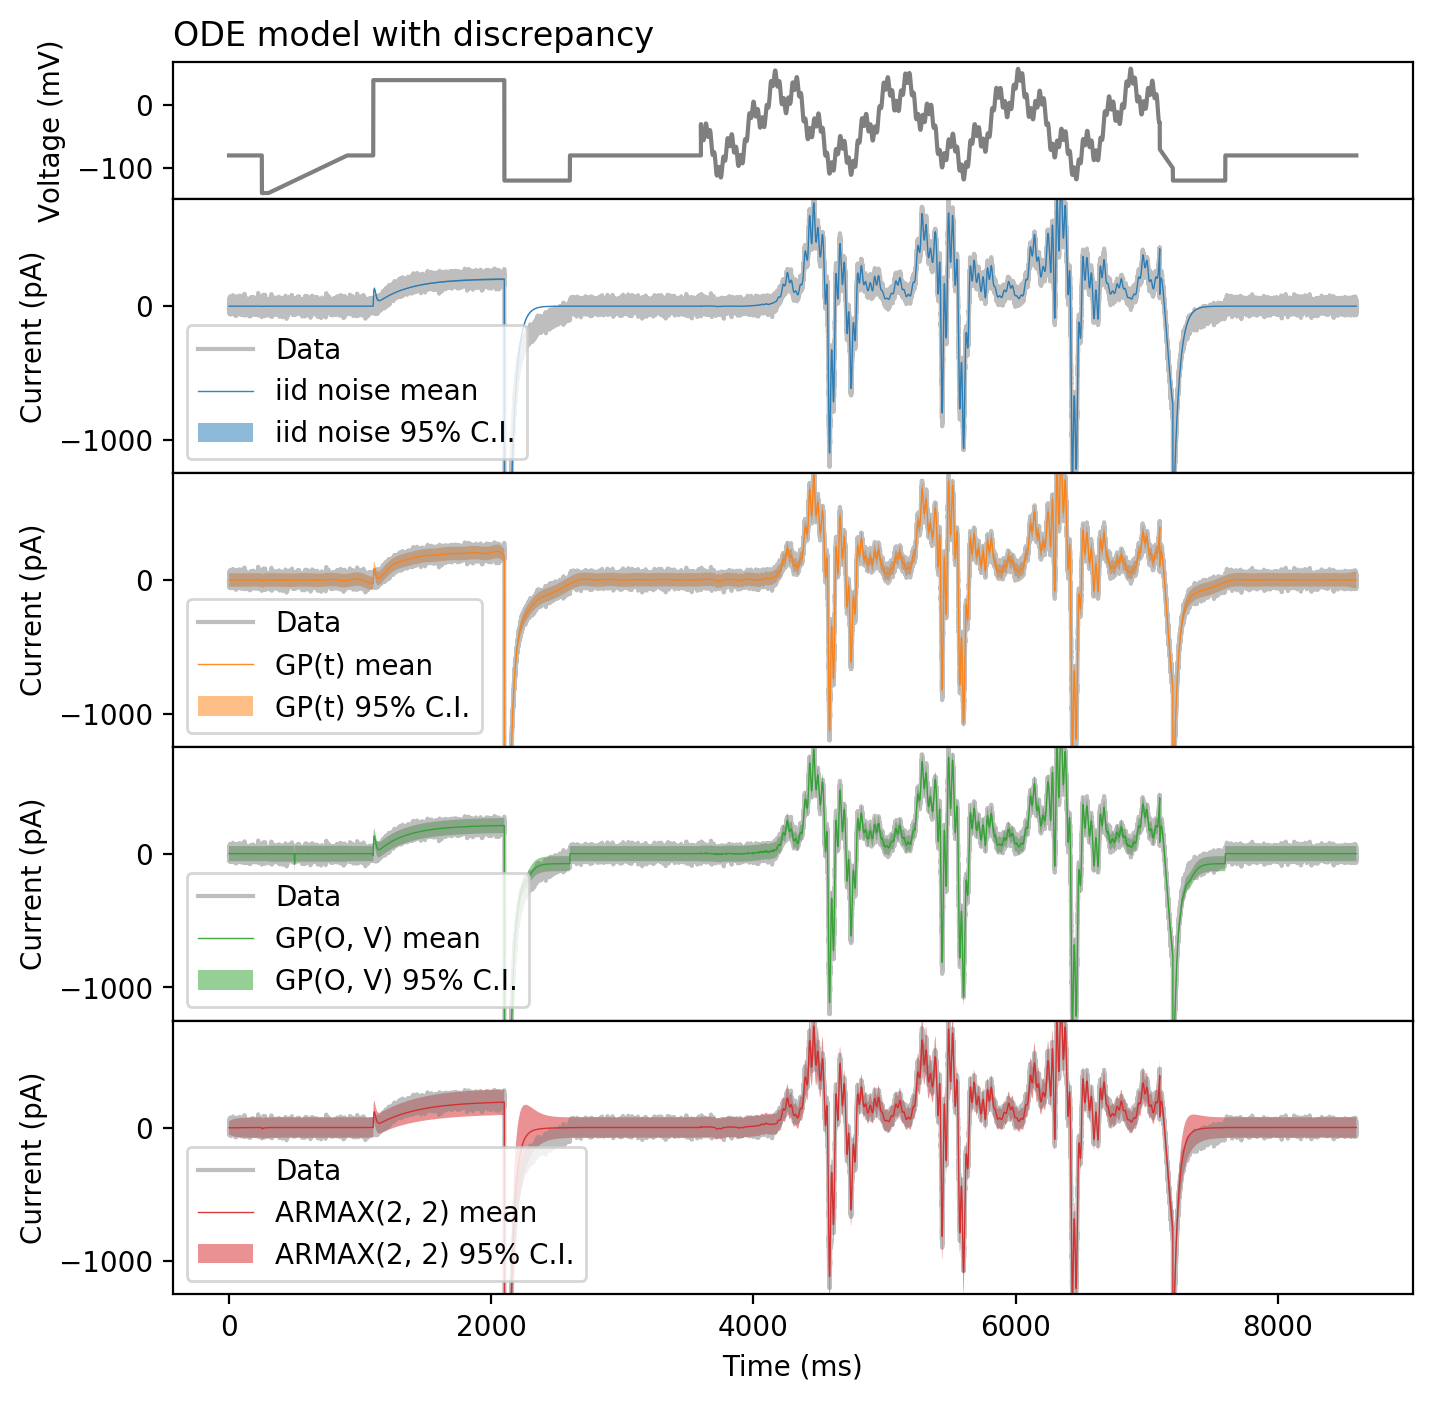 ODE model with discrepancy
Voltage (mV)
0
−100
Current (pA)
0
−1000
Data
iid noise mean
iid noise 95% C.I.
Current (pA)
0
−1000
Data
GP(t) mean
GP(t) 95% C.I.
Current (pA)
0
−1000
Data
GP(O, V) mean
GP(O, V) 95% C.I.
Current (pA)
0
−1000
Data
ARMAX(2, 2) mean
ARMAX(2, 2) 95% C.I.
0 2000 4000 6000 8000
Time (ms)